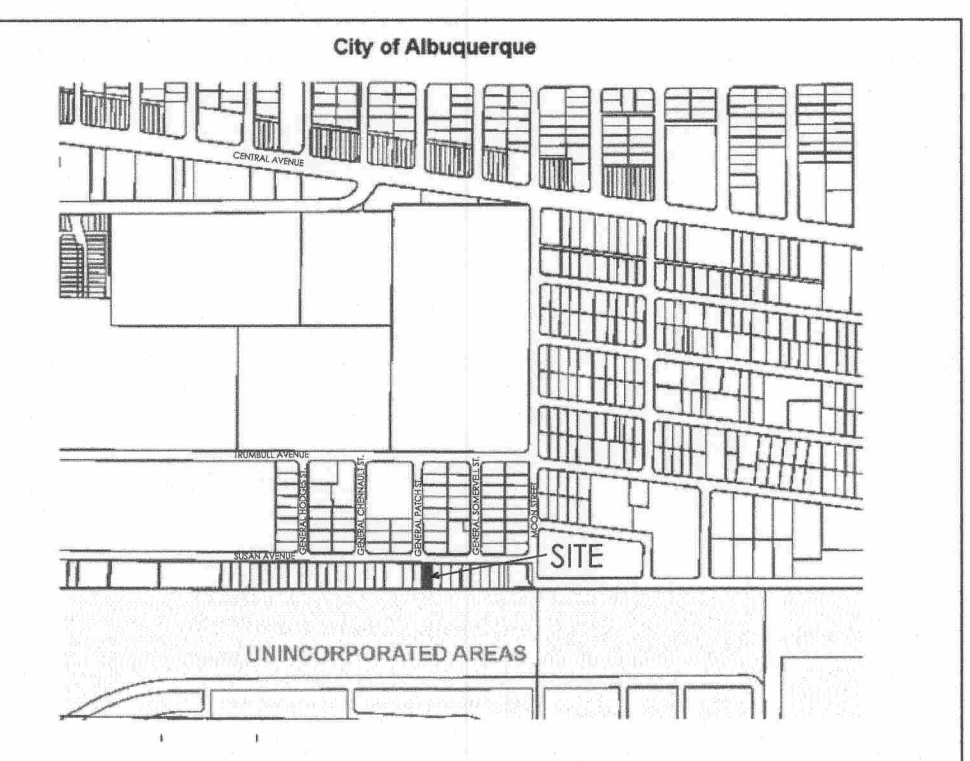 City of Albuquerque
CENTRAL AVENUE
TRUMBULL AVENUE
GENERAL HODGES ST.
GENERAL CHENNAULT ST.
GENERAL PATCH ST.
GENERAL SOMERVELL ST.
MOON STREET
SUSAN AVENUE
SITE
UNINCORPORATED AREAS